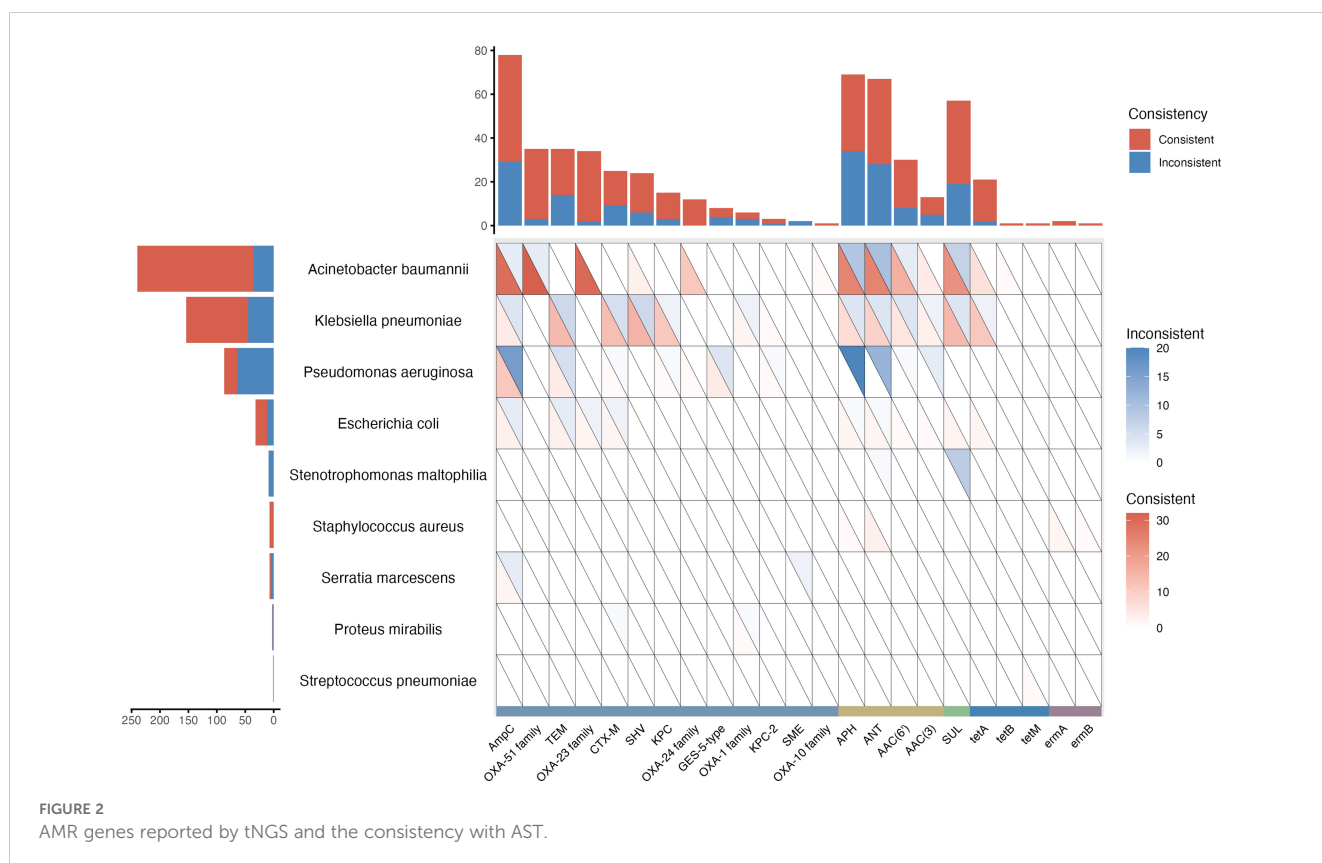 80
60
40
20
0
Consistency
Consistent
Inconsistent
Acinetobacter baumannii
Klebsiella pneumoniae
Pseudomonas aeruginosa
Escherichia coli
Stenotrophomonas maltophilia
Staphylococcus aureus
Serratia marcescens
Proteus mirabilis
Streptococcus pneumoniae
250 200 150 100 50 0
Inconsistent
20
15
10
5
0
Consistent
30
20
10
0
AmpC
OXA-51 family
TEM
OXA-23 family
CTX-M
SHV
KPC
OXA-24 family
GES-5-type
OXA-1 family
KPC-2
SME
OXA-10 family
APH
ANT
AAC(6')
AAC(3)
SUL
tetA
tetB
tetM
ermA
ermB
FIGURE 2
AMR genes reported by tNGS and the consistency with AST.